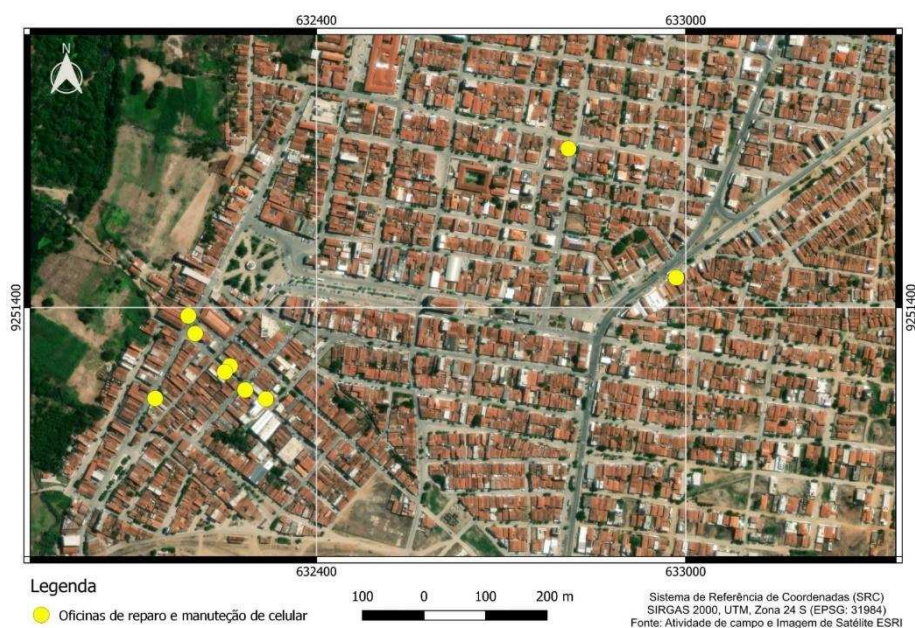 632400
633000
N
9251400
9251400
632400
633000
Legenda
Oficinas de reparo e manuteção de celular
100 0 100 200 m
Sistema de Referência de Coordenadas (SRC)
SIRGAS 2000, UTM, Zona 24 S (EPSG: 31984)
Fonte: Atividade de campo e Imagem de Satélite ESRI